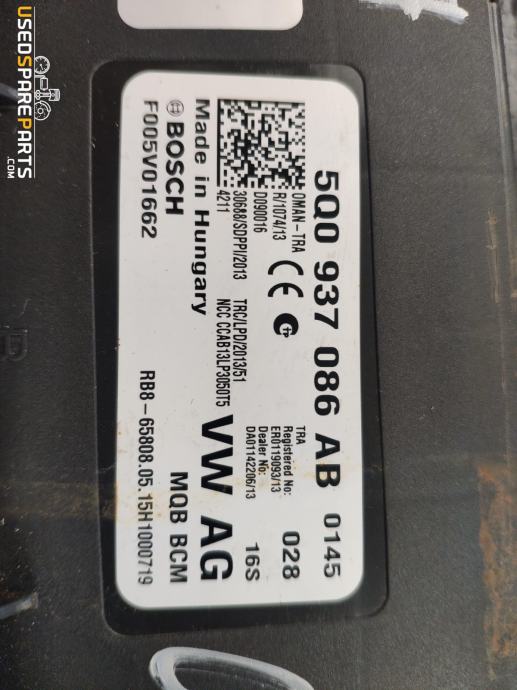 USEDSPAREPARTS
.COM
5Q0 937 086 AB 0145
OMAN-TRA
R/1074/13
D090016
TRA
Registered No:
ER0119093/13
Dealer No:
DA01142206/13
028
16S
30688/SDPPI/2013
4211
TRC/LPD/2013/51
NCC CCAB13LP3050T5
Made in Hungary
VW AG
BOSCH
MQB BCM
F005V01662
RB8-65808.05.15H1000719